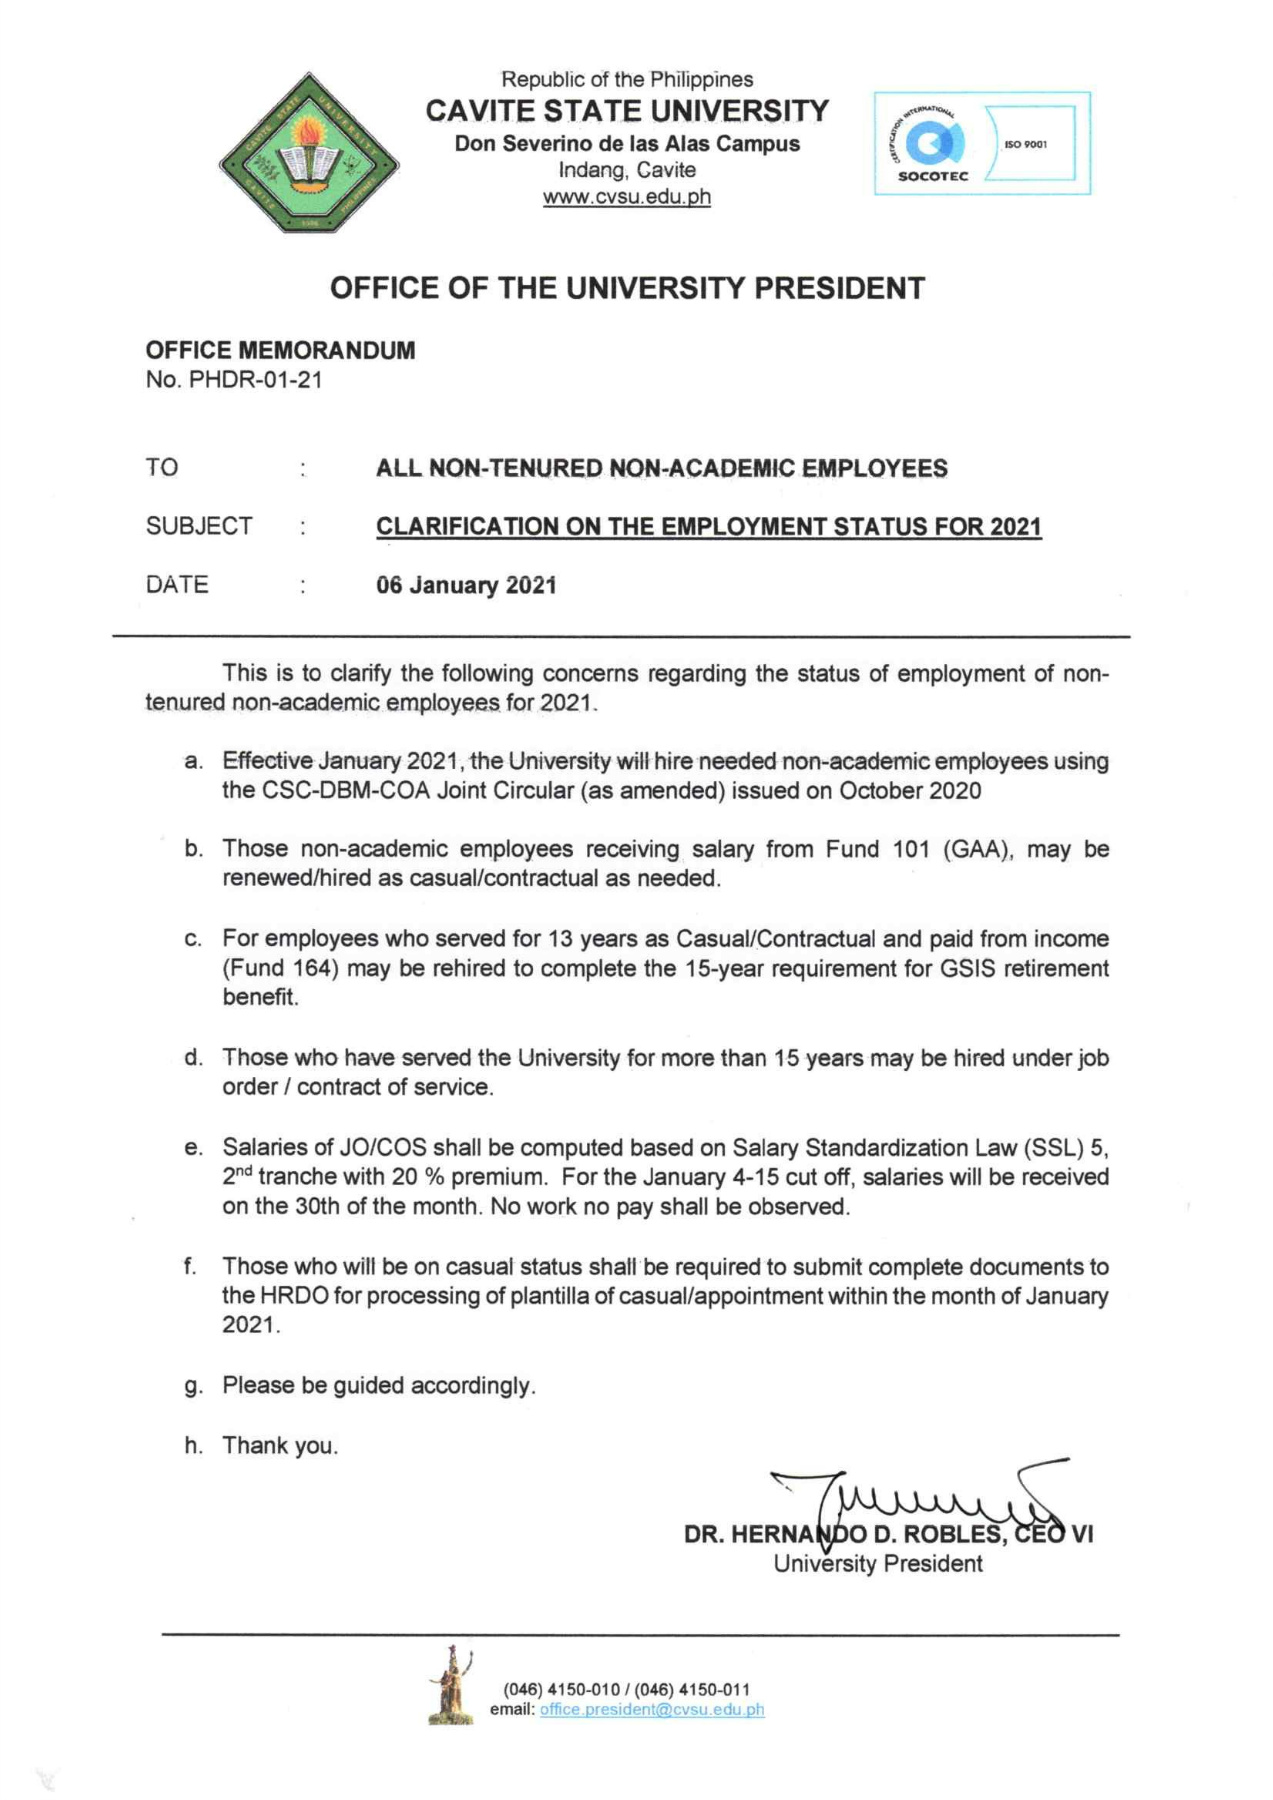 Republic of the Philippines
CAVITE STATE UNIVERSITY
Don Severino de las Alas Campus
Indang, Cavite
www.cvsu.edu.ph
CAVITE STATE UNIVERSITY
CAVITE PHILIPPINES
1906
CERTIFICATION INTERNATIONAL
SOCOTEC
ISO 9001
OFFICE OF THE UNIVERSITY PRESIDENT
OFFICE MEMORANDUM
No. PHDR-01-21
TO : ALL NON-TENURED NON-ACADEMIC EMPLOYEES
SUBJECT : CLARIFICATION ON THE EMPLOYMENT STATUS FOR 2021
DATE : 06 January 2021
This is to clarify the following concerns regarding the status of employment of non-
tenured non-academic employees for 2021.
a. Effective January 2021, the University will hire needed non-academic employees using
the CSC-DBM-COA Joint Circular (as amended) issued on October 2020
b. Those non-academic employees receiving salary from Fund 101 (GAA), may be
renewed/hired as casual/contractual as needed.
c. For employees who served for 13 years as Casual/Contractual and paid from income
(Fund 164) may be rehired to complete the 15-year requirement for GSIS retirement
benefit.
d. Those who have served the University for more than 15 years may be hired under job
order / contract of service.
e. Salaries of JO/COS shall be computed based on Salary Standardization Law (SSL) 5,
2nd tranche with 20 % premium. For the January 4-15 cut off, salaries will be received
on the 30th of the month. No work no pay shall be observed.
f. Those who will be on casual status shall be required to submit complete documents to
the HRDO for processing of plantilla of casual/appointment within the month of January
2021.
g. Please be guided accordingly.
h. Thank you.
DR. HERNANDO D. ROBLES, CEO VI
University President
(046) 4150-010 / (046) 4150-011
email: office.president@cvsu.edu.ph